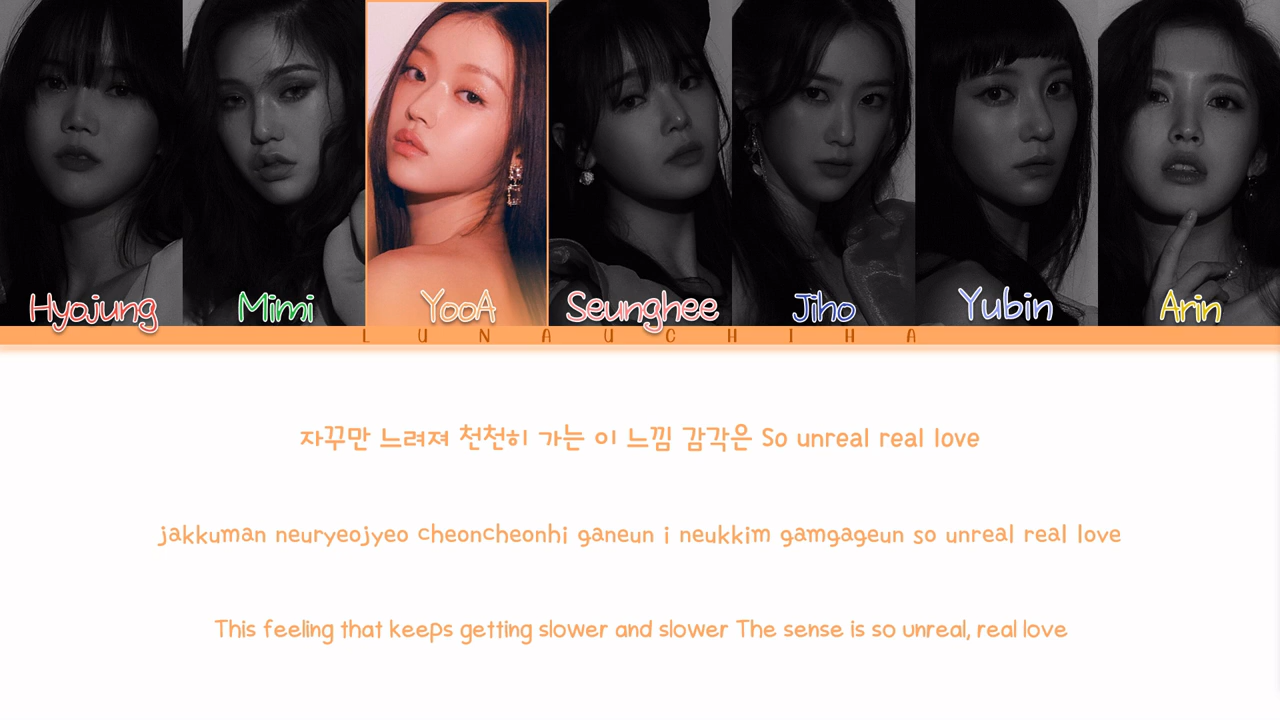 Hyojung Mimi YooA Seunghee Jiho Yubin Arin
LUNAUCHIHA
자꾸만 느려져 천천히 가는 이 느낌 감각은 So unreal real love
jakkuman neuryeojyeo cheoncheonhi ganeun i neukkim gamgageun so unreal real love
This feeling that keeps getting slower and slower The sense is so unreal, real love